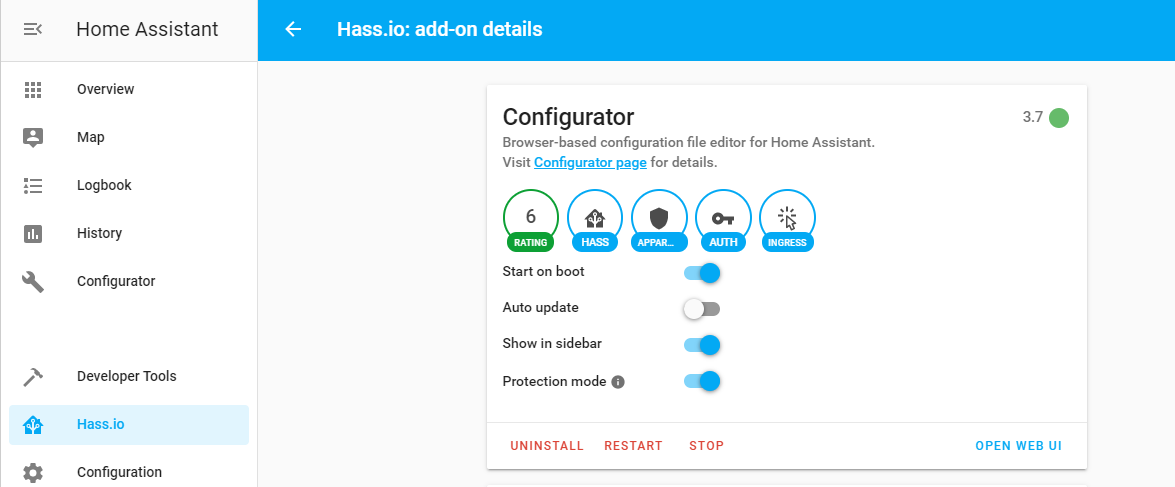 Home Assistant
Hass.io: add-on details
Overview
Map
Logbook
History
Configurator
Developer Tools
Hass.io
Configuration
Configurator
3.7
Browser-based configuration file editor for Home Assistant.
Visit Configurator page for details.
6
RATING
HASS
APPAR...
AUTH
INGRESS
Start on boot
Auto update
Show in sidebar
Protection mode
UNINSTALL
RESTART
STOP
OPEN WEB UI